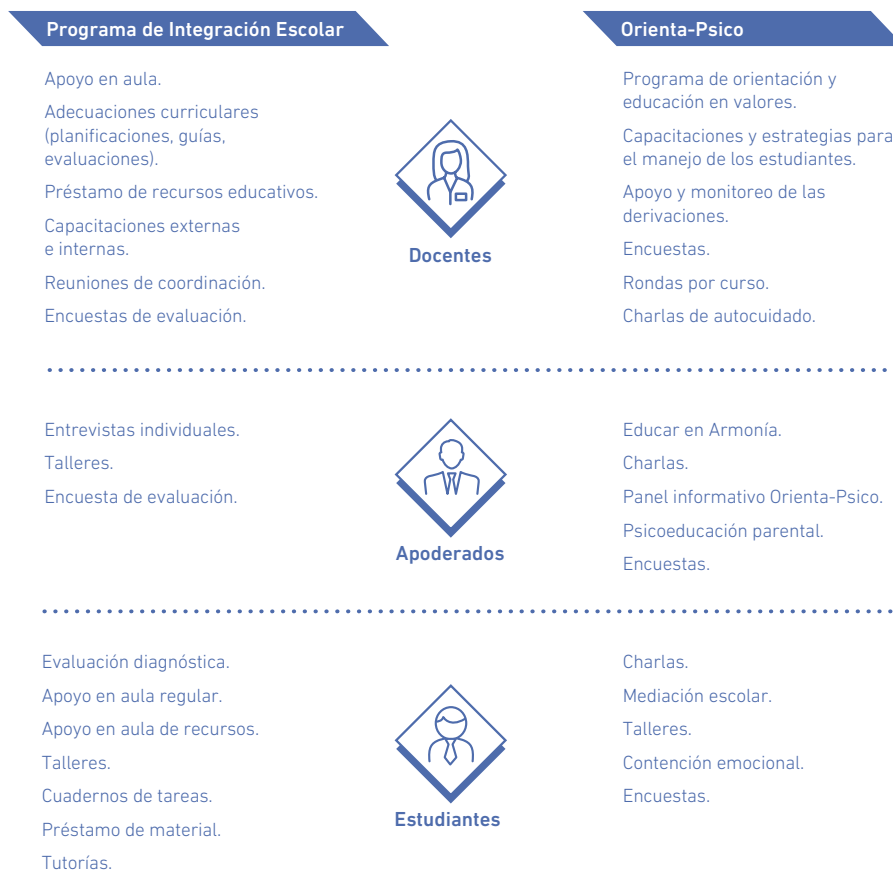 Programa de Integración Escolar
Orienta-Psico
Apoyo en aula.
Adecuaciones curriculares
(planificaciones, guías,
evaluaciones).
Préstamo de recursos educativos.
Capacitaciones externas
e internas.
Reuniones de coordinación.
Encuestas de evaluación.
Docentes
Programa de orientación y
educación en valores.
Capacitaciones y estrategias para
el manejo de los estudiantes.
Apoyo y monitoreo de las
derivaciones.
Encuestas.
Rondas por curso.
Charlas de autocuidado.
Entrevistas individuales.
Talleres.
Encuesta de evaluación.
Apoderados
Educar en Armonía.
Charlas.
Panel informativo Orienta-Psico.
Psicoeducación parental.
Encuestas.
Evaluación diagnóstica.
Apoyo en aula regular.
Apoyo en aula de recursos.
Talleres.
Cuadernos de tareas.
Préstamo de material.
Tutorías.
Estudiantes
Charlas.
Mediación escolar.
Talleres.
Contención emocional.
Encuestas.